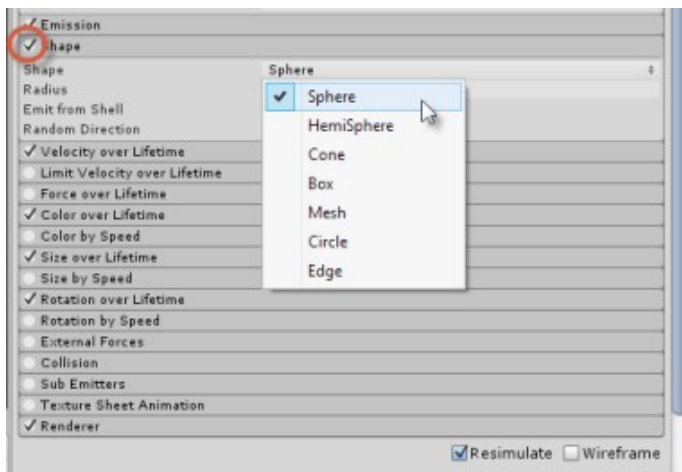 Emission
Shape
Shape Sphere
Radius
Emit from Shell
Random Direction
Sphere
HemiSphere
Cone
Box
Mesh
Circle
Edge
Velocity over Lifetime
Limit Velocity over Lifetime
Force over Lifetime
Color over Lifetime
Color by Speed
Size over Lifetime
Size by Speed
Rotation over Lifetime
Rotation by Speed
External Forces
Collision
Sub Emitters
Texture Sheet Animation
Renderer
Resimulate Wireframe